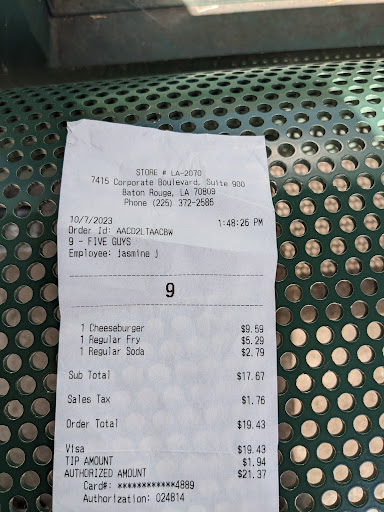 STORE # LA-2070
7415 Corporate Boulevard, Suite 900
Baton Rouge, LA 70809
Phone (225) 372-2586
10/7/2023 1:48:26 PM
Order Id: AACD2LTAACBW
9 - FIVE GUYS
Employee: jasmine j
9
1 Cheeseburger $9.59
1 Regular Fry $5.29
1 Regular Soda $2.79
Sub Total $17.67
Sales Tax $1.76
Order Total $19.43
Visa $19.43
TIP AMOUNT $1.94
AUTHORIZED AMOUNT $21.37
Card#: ************4889
Authorization: 024814